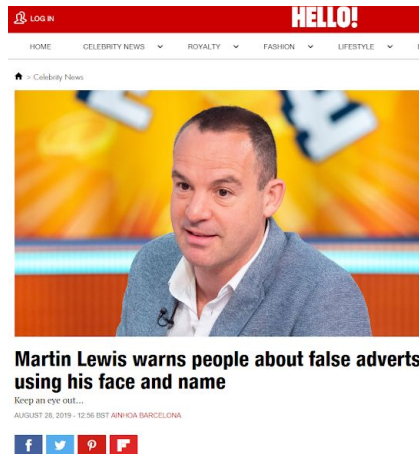 LOG IN
HELLO!
HOME CELEBRITY NEWS ROYALTY FASHION LIFESTYLE
> Celebrity News
Martin Lewis warns people about false adverts
using his face and name
Keep an eye out...
AUGUST 28, 2019 - 12:56 BST AINHOA BARCELONA